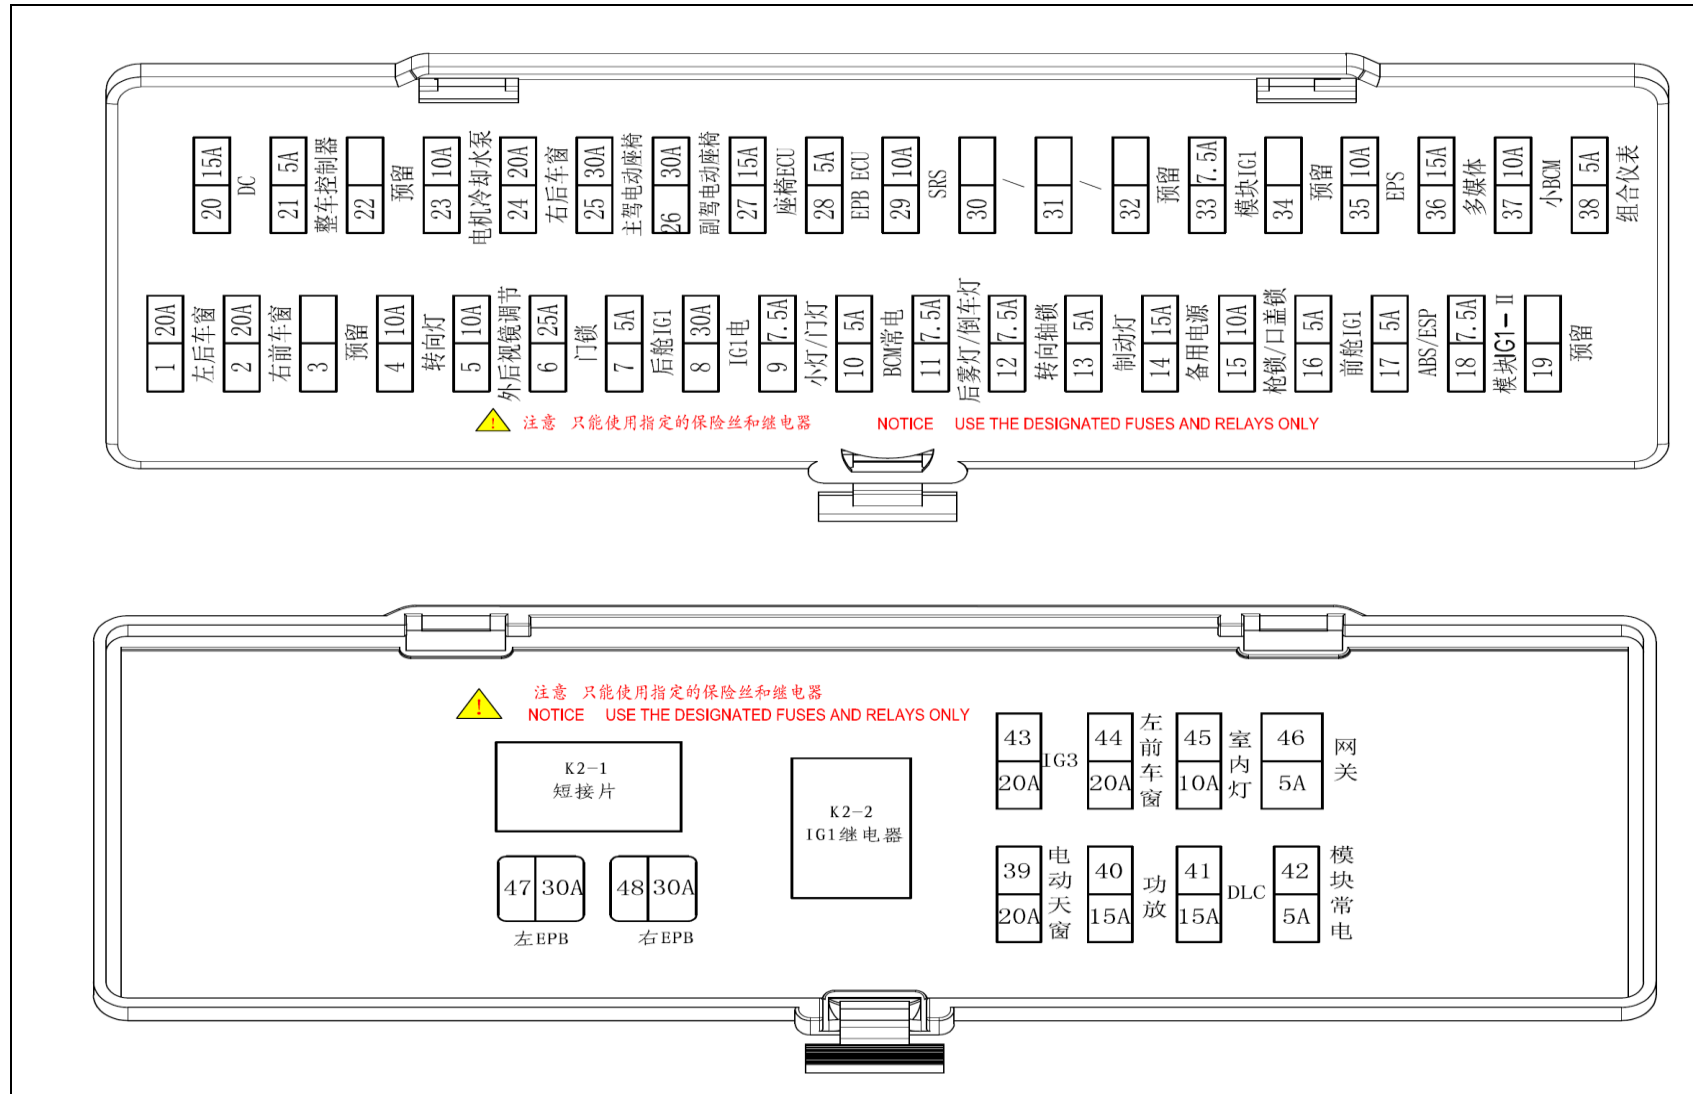 20 15A DC
21 5A 整车控制器
22 预留
23 10A 电机冷却水泵
24 20A 右后车窗
25 30A 主驾电动座椅
26 30A 副驾电动座椅
27 15A 座椅ECU
28 5A EPB ECU
29 10A SRS
30 /
31 /
32 预留
33 7.5A 模块IG1
34 预留
35 10A EPS
36 15A 多媒体
37 10A 小BCM
38 5A 组合仪表
1 20A 左后车窗
2 20A 右前车窗
3 预留
4 10A 转向灯
5 10A 外后视镜调节
6 25A 门锁
7 5A 后舱IG1
8 30A IG1电
9 7.5A 小灯/门灯
10 5A BCM常电
11 7.5A 后雾灯/倒车灯
12 7.5A 转向轴锁
13 5A 制动灯
14 15A 备用电源
15 10A 枪锁/口盖锁
16 5A 前舱IG1
17 5A ABS/ESP
18 7.5A 模块IG1-II
19 预留
! 注意 只能使用指定的保险丝和继电器 NOTICE USE THE DESIGNATED FUSES AND RELAYS ONLY
! 注意 只能使用指定的保险丝和继电器
NOTICE USE THE DESIGNATED FUSES AND RELAYS ONLY
K2-1
短接片
K2-2
IG1继电器
47 30A 左EPB
48 30A 右EPB
43 20A IG3
44 20A 左前车窗
45 10A 室内灯
46 5A 网关
39 20A 电动天窗
40 15A 功放
41 15A DLC
42 5A 模块常电